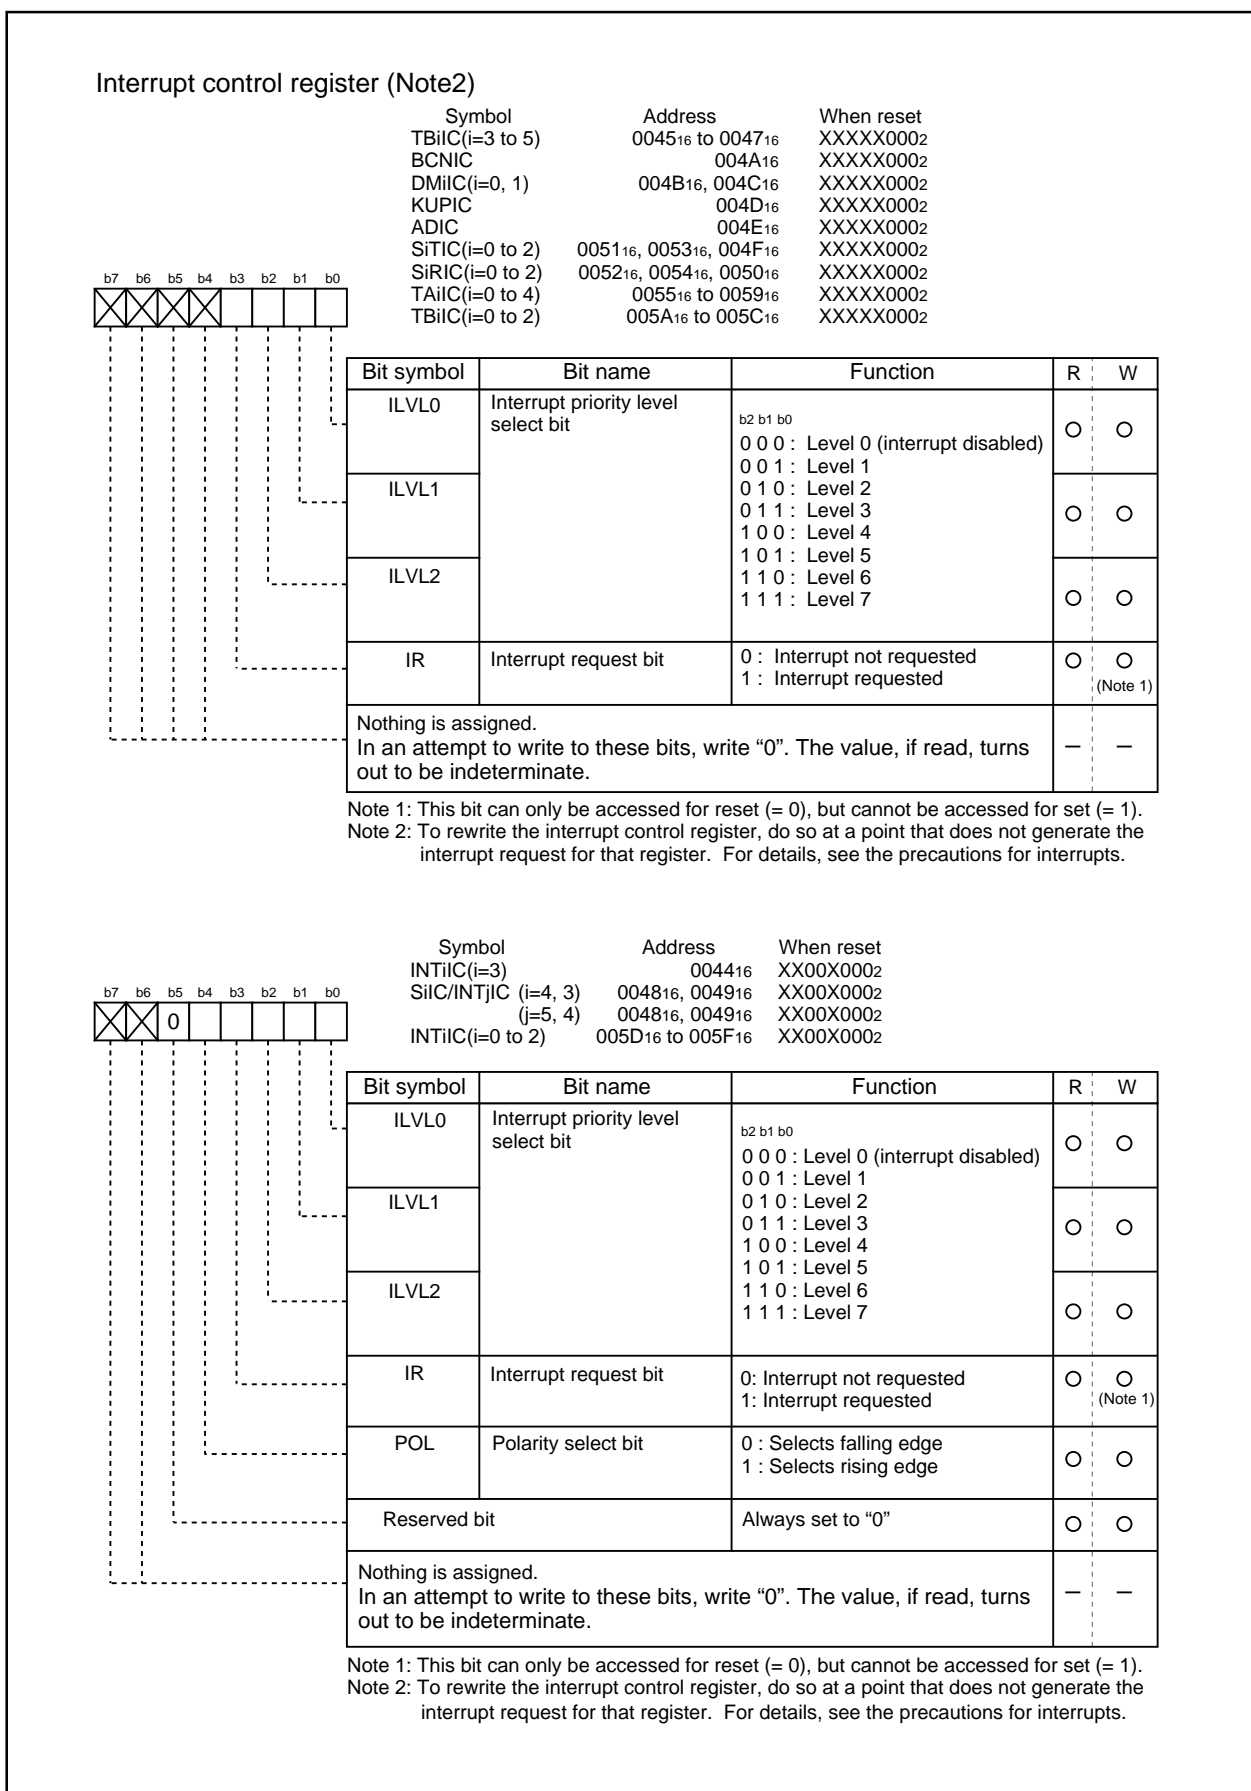 Interrupt control register (Note2)
Symbol Address When reset
TBiIC(i=3 to 5) 004516 to 004716 XXXXX0002
BCNIC 004A16 XXXXX0002
DMiIC(i=0, 1) 004B16, 004C16 XXXXX0002
KUPIC 004D16 XXXXX0002
ADIC 004E16 XXXXX0002
SiTIC(i=0 to 2) 005116, 005316, 004F16 XXXXX0002
SiRIC(i=0 to 2) 005216, 005416, 005016 XXXXX0002
TAiIC(i=0 to 4) 005516 to 005916 XXXXX0002
TBiIC(i=0 to 2) 005A16 to 005C16 XXXXX0002
b7 b6 b5 b4 b3 b2 b1 b0
Bit symbol Bit name Function R W
ILVL0 Interrupt priority level
select bit
b2 b1 b0
0 0 0 : Level 0 (interrupt disabled)
0 0 1 : Level 1
ILVL1 0 1 0 : Level 2
0 1 1 : Level 3
1 0 0 : Level 4
1 0 1 : Level 5
ILVL2 1 1 0 : Level 6
1 1 1 : Level 7
IR Interrupt request bit 0 : Interrupt not requested
1 : Interrupt requested
(Note 1)
Nothing is assigned.
In an attempt to write to these bits, write “0”. The value, if read, turns
out to be indeterminate.
– –
Note 1: This bit can only be accessed for reset (= 0), but cannot be accessed for set (= 1).
Note 2: To rewrite the interrupt control register, do so at a point that does not generate the
interrupt request for that register. For details, see the precautions for interrupts.
Symbol Address When reset
INTiIC(i=3) 004416 XX00X0002
SiIC/INTjIC (i=4, 3) 004816, 004916 XX00X0002
(j=5, 4) 004816, 004916 XX00X0002
INTiIC(i=0 to 2) 005D16 to 005F16 XX00X0002
b7 b6 b5 b4 b3 b2 b1 b0
0
Bit symbol Bit name Function R W
ILVL0 Interrupt priority level
select bit
b2 b1 b0
0 0 0 : Level 0 (interrupt disabled)
0 0 1 : Level 1
ILVL1 0 1 0 : Level 2
0 1 1 : Level 3
1 0 0 : Level 4
1 0 1 : Level 5
ILVL2 1 1 0 : Level 6
1 1 1 : Level 7
IR Interrupt request bit 0: Interrupt not requested
1: Interrupt requested
(Note 1)
POL Polarity select bit 0 : Selects falling edge
1 : Selects rising edge
Reserved bit Always set to “0”
Nothing is assigned.
In an attempt to write to these bits, write “0”. The value, if read, turns
out to be indeterminate.
– –
Note 1: This bit can only be accessed for reset (= 0), but cannot be accessed for set (= 1).
Note 2: To rewrite the interrupt control register, do so at a point that does not generate the
interrupt request for that register. For details, see the precautions for interrupts.